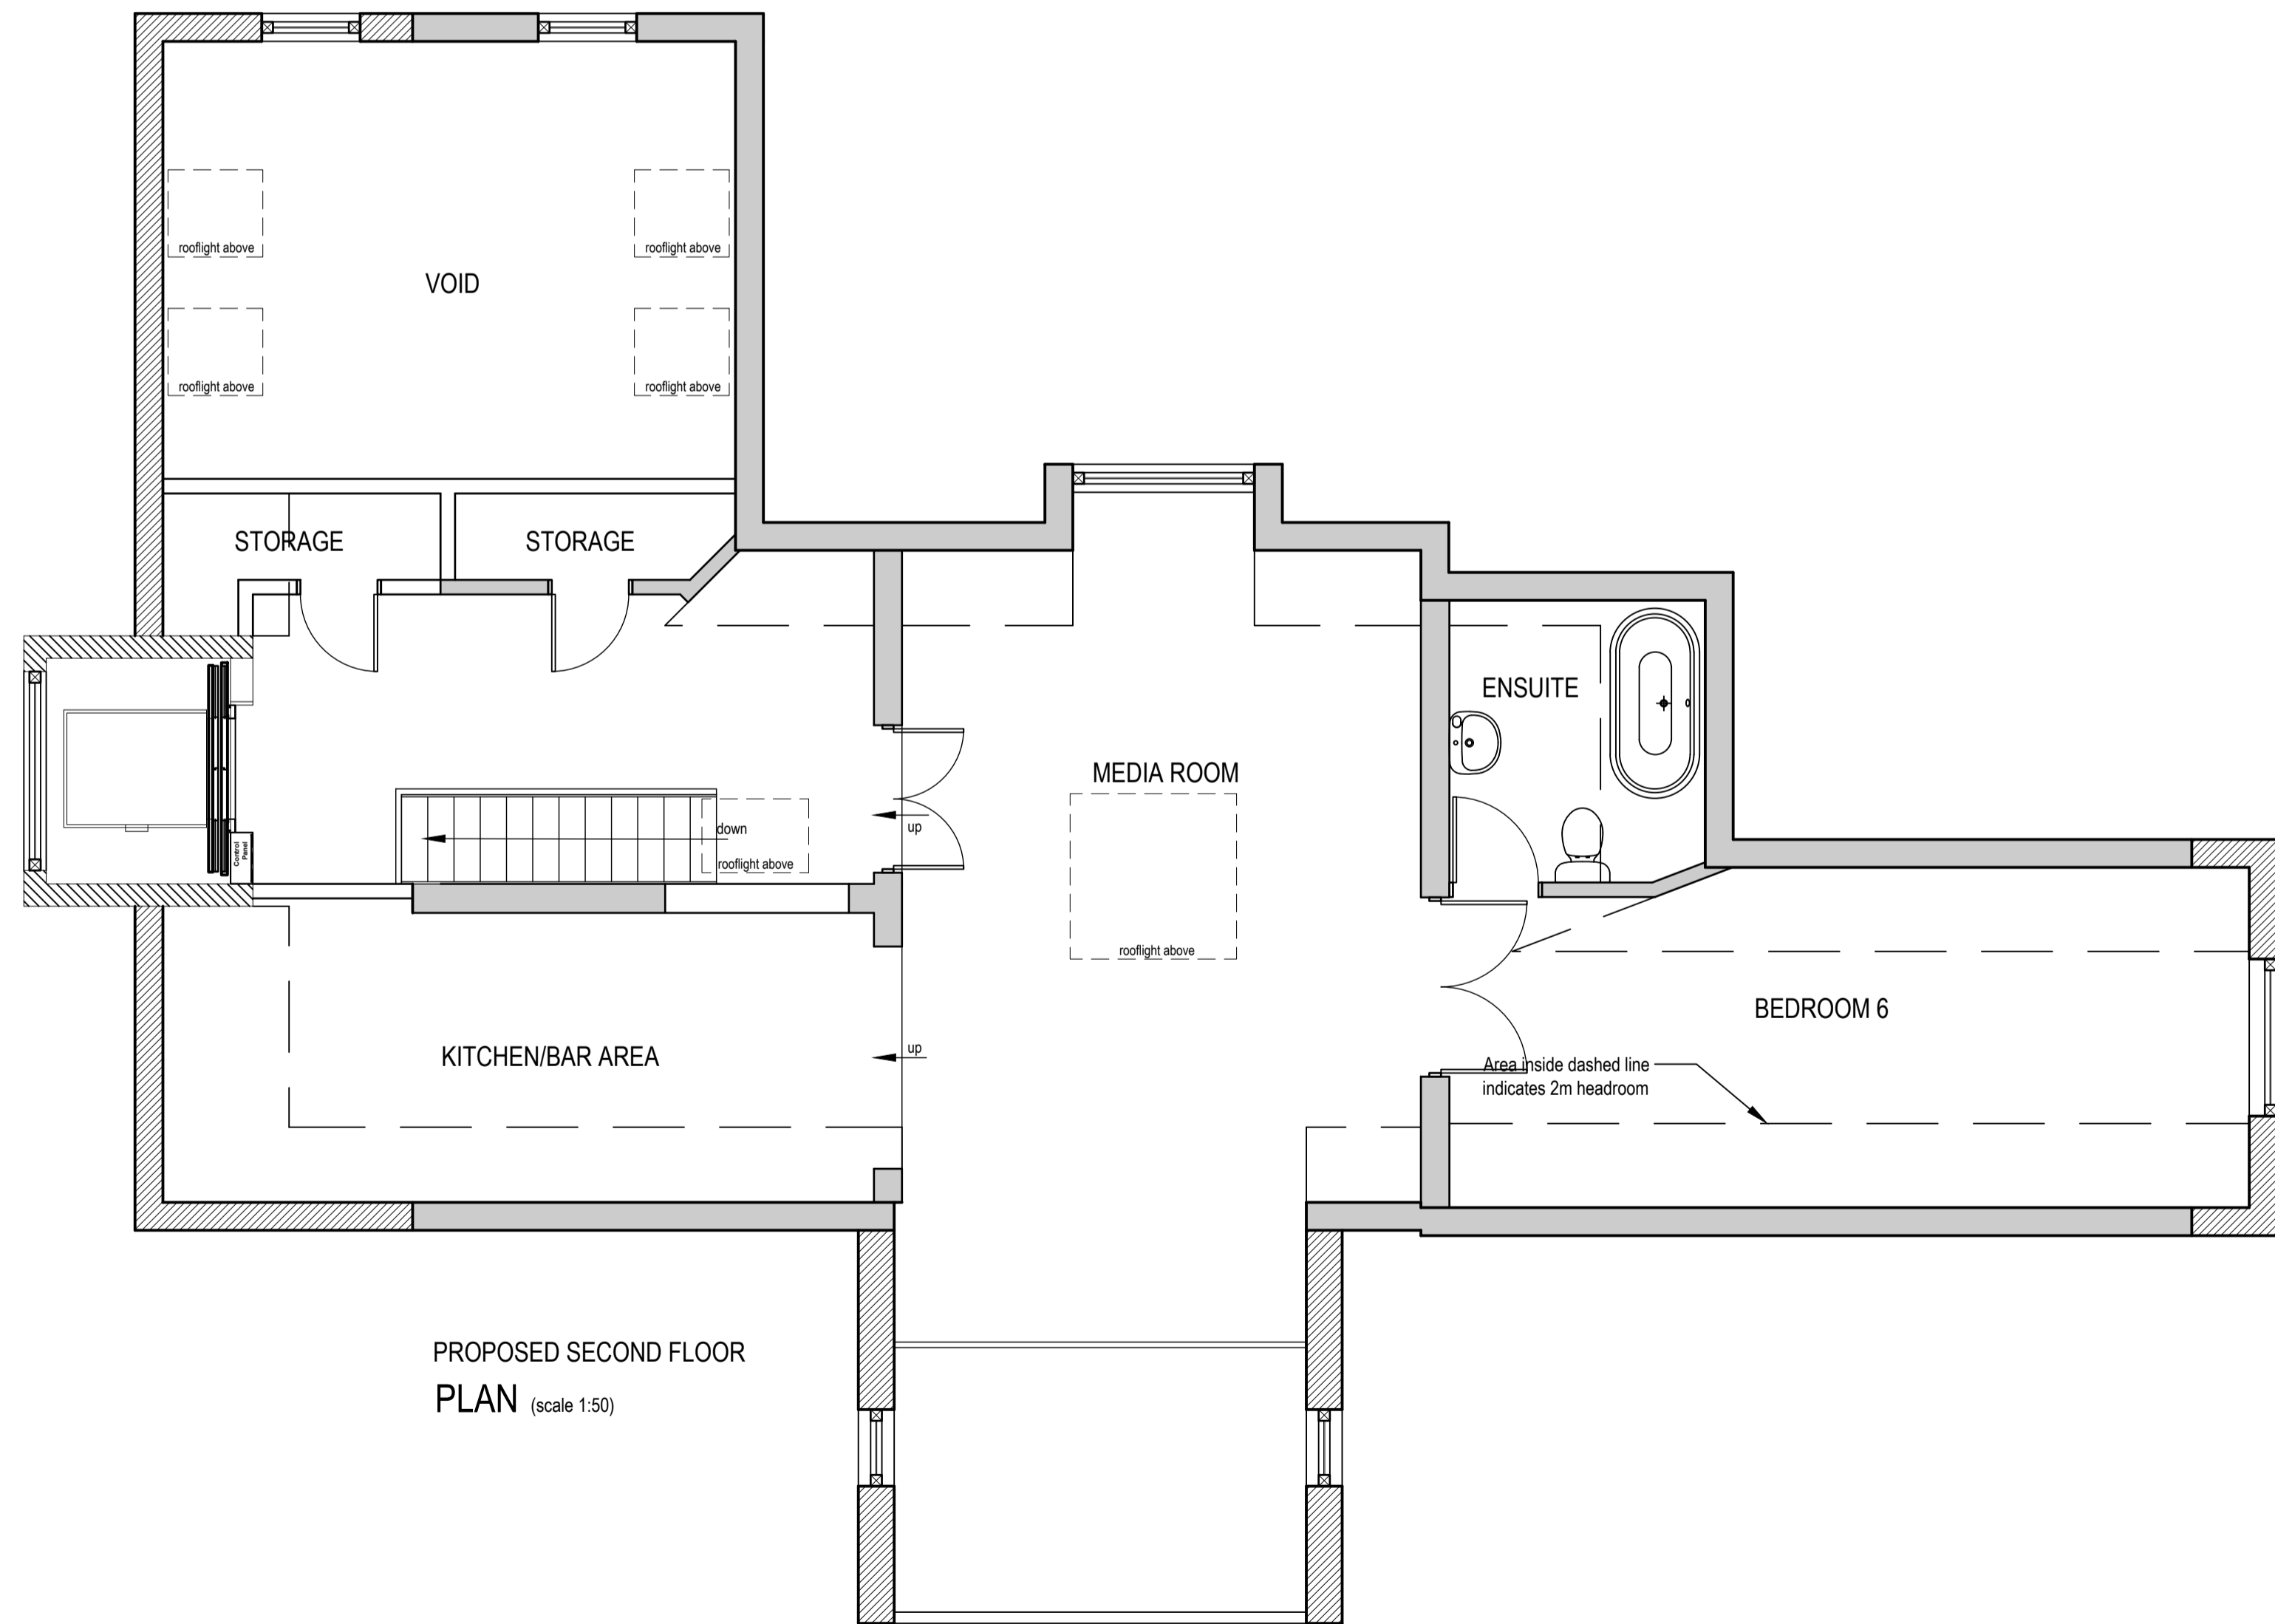 rooflight above
rooflight above
VOID
rooflight above
rooflight above
STORAGE
STORAGE
ENSUITE
MEDIA ROOM
down
up
Control
Panel
rooflight above
rooflight above
BEDROOM 6
KITCHEN/BAR AREA
up
Area inside dashed line
indicates 2m headroom
PROPOSED SECOND FLOOR
PLAN (scale 1:50)